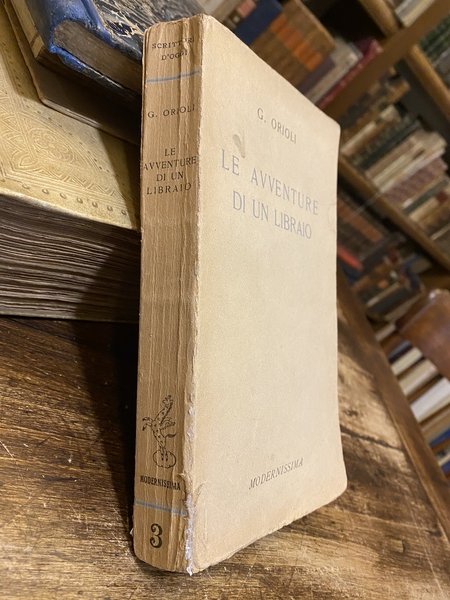 SCRITTORI
D'OGGI
G. ORIOLI
LE
AVVENTURE
DI UN
LIBRAIO
MODERNISSIMA
3
G. ORIOLI
LE AVVENTURE
DI UN LIBRAIO
MODERNISSIMA